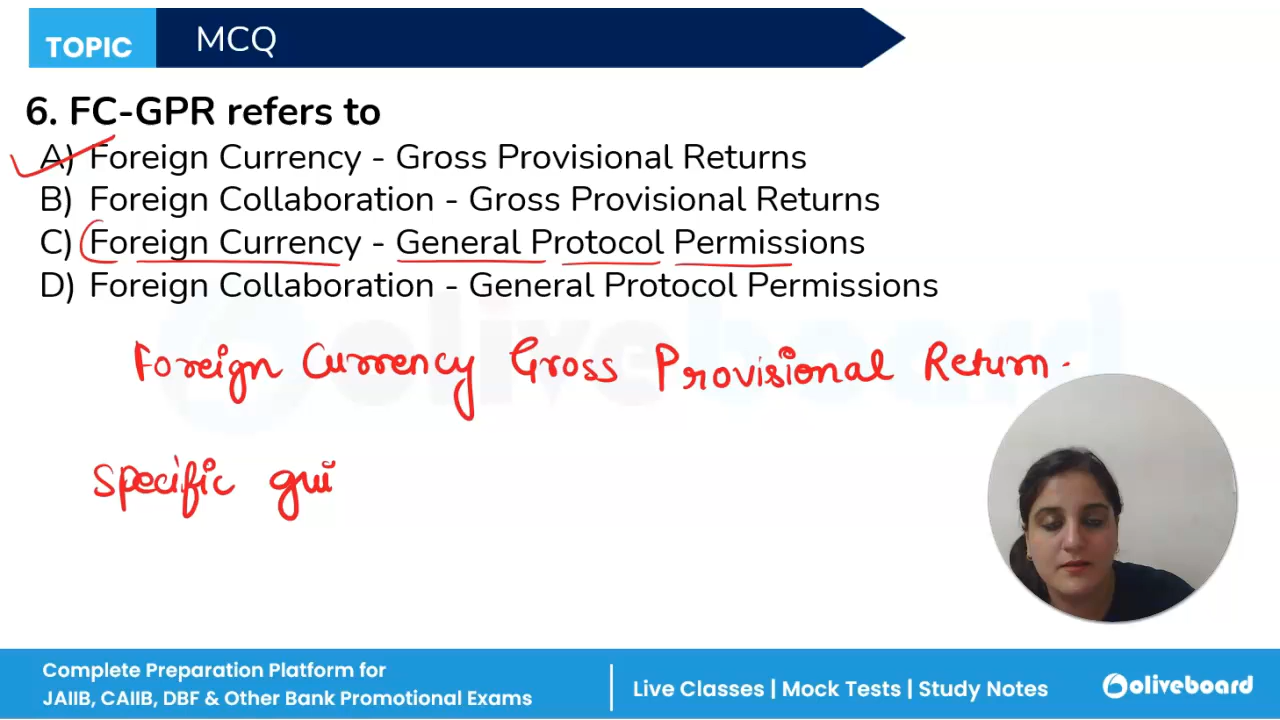 TOPIC MCQ
6. FC-GPR refers to
A) Foreign Currency - Gross Provisional Returns
B) Foreign Collaboration - Gross Provisional Returns
C) Foreign Currency - General Protocol Permissions
D) Foreign Collaboration - General Protocol Permissions
oliveboard
Foreign Currency Gross Provisional Return.
Specific gui
Complete Preparation Platform for
JAIIB, CAIIB, DBF & Other Bank Promotional Exams
Live Classes | Mock Tests | Study Notes
oliveboard